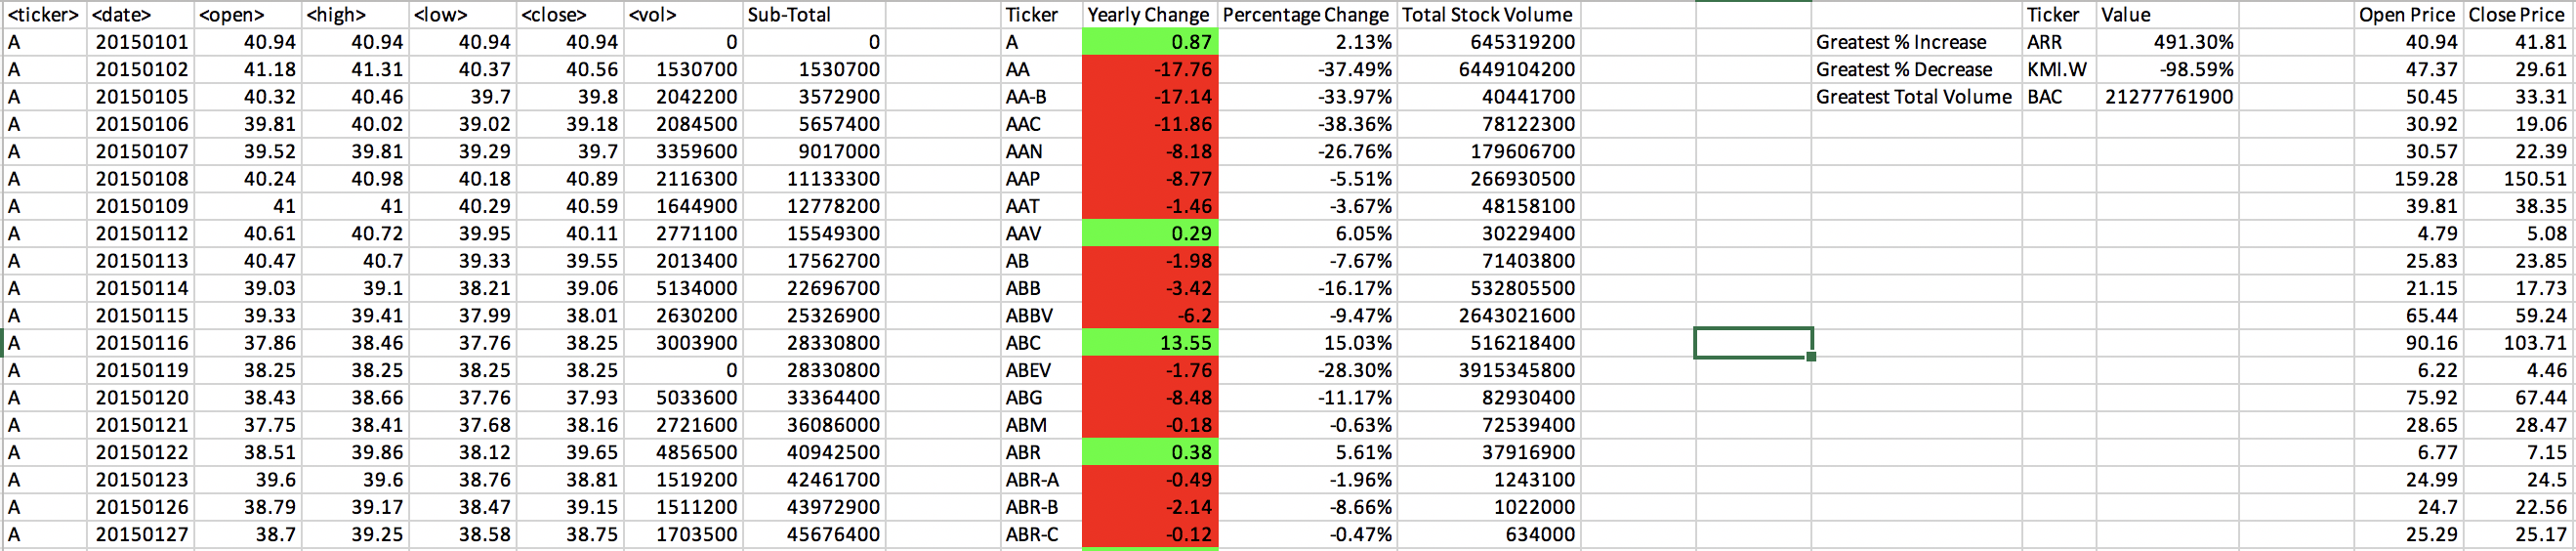 <ticker> <date> <open> <high> <low> <close> <vol> Sub-Total Ticker Yearly Change Percentage Change Total Stock Volume Ticker Value Open Price Close Price
A 20150101 40.94 40.94 40.94 40.94 0 0 A 0.87 2.13% 645319200 Greatest % Increase ARR 491.30% 40.94 41.81
A 20150102 41.18 41.31 40.37 40.56 1530700 1530700 AA -17.76 -37.49% 6449104200 Greatest % Decrease KMI.W -98.59% 47.37 29.61
A 20150105 40.32 40.46 39.7 39.8 2042200 3572900 AA-B -17.14 -33.97% 40441700 Greatest Total Volume BAC 21277761900 50.45 33.31
A 20150106 39.81 40.02 39.02 39.18 2084500 5657400 AAC -11.86 -38.36% 78122300 30.92 19.06
A 20150107 39.52 39.81 39.29 39.7 3359600 9017000 AAN -8.18 -26.76% 179606700 30.57 22.39
A 20150108 40.24 40.98 40.18 40.89 2116300 11133300 AAP -8.77 -5.51% 266930500 159.28 150.51
A 20150109 41 41 40.29 40.59 1644900 12778200 AAT -1.46 -3.67% 48158100 39.81 38.35
A 20150112 40.61 40.72 39.95 40.11 2771100 15549300 AAV 0.29 6.05% 30229400 4.79 5.08
A 20150113 40.47 40.7 39.33 39.55 2013400 17562700 AB -1.98 -7.67% 71403800 25.83 23.85
A 20150114 39.03 39.1 38.21 39.06 5134000 22696700 ABB -3.42 -16.17% 532805500 21.15 17.73
A 20150115 39.33 39.41 37.99 38.01 2630200 25326900 ABBV -6.2 -9.47% 2643021600 65.44 59.24
A 20150116 37.86 38.46 37.76 38.25 3003900 28330800 ABC 13.55 15.03% 516218400 90.16 103.71
A 20150119 38.25 38.25 38.25 38.25 0 28330800 ABEV -1.76 -28.30% 3915345800 6.22 4.46
A 20150120 38.43 38.66 37.76 37.93 5033600 33364400 ABG -8.48 -11.17% 82930400 75.92 67.44
A 20150121 37.75 38.41 37.68 38.16 2721600 36086000 ABM -0.18 -0.63% 72539400 28.65 28.47
A 20150122 38.51 39.86 38.12 39.65 4856500 40942500 ABR 0.38 5.61% 37916900 6.77 7.15
A 20150123 39.6 39.6 38.76 38.81 1519200 42461700 ABR-A -0.49 -1.96% 1243100 24.99 24.5
A 20150126 38.79 39.17 38.47 39.15 1511200 43972900 ABR-B -2.14 -8.66% 1022000 24.7 22.56
A 20150127 38.7 39.25 38.58 38.75 1703500 45676400 ABR-C -0.12 -0.47% 634000 25.29 25.17